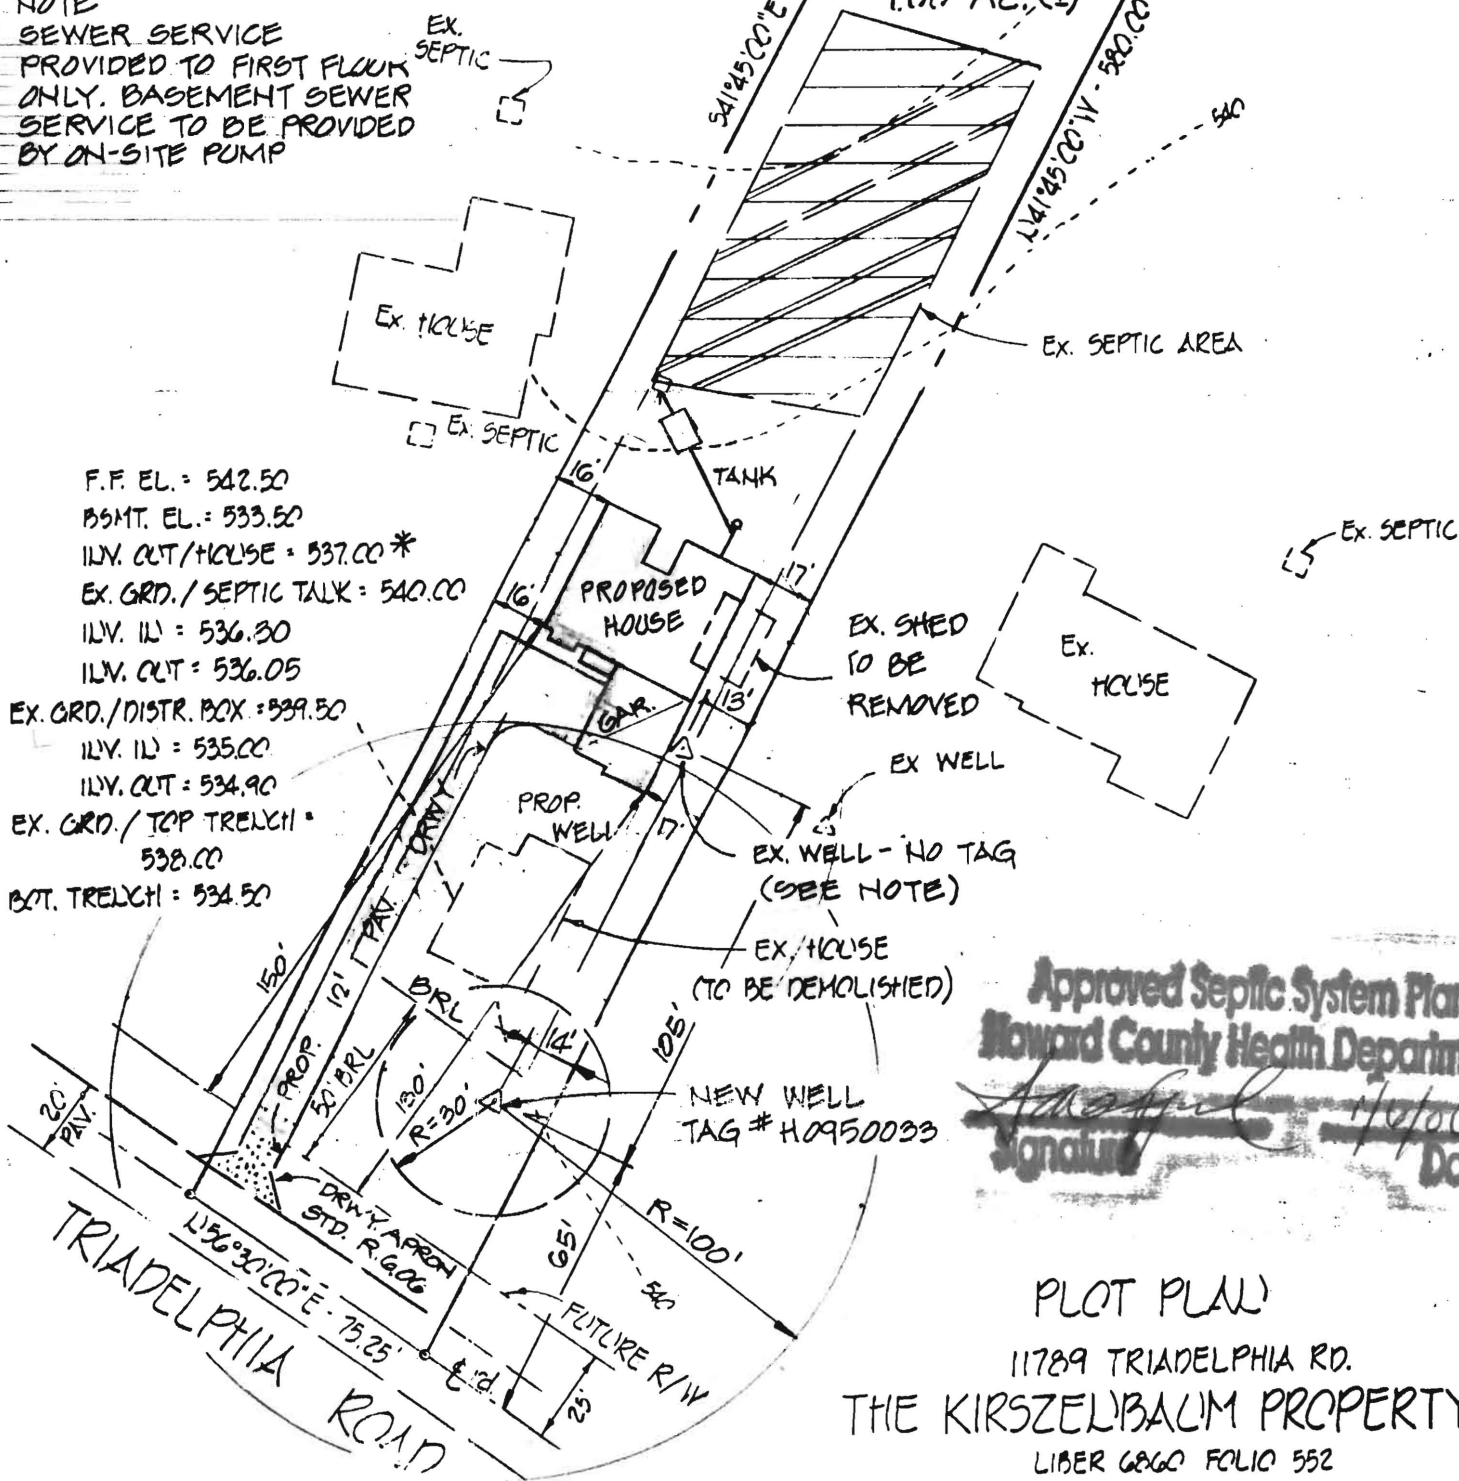 NOTE
SEWER SERVICE
PROVIDED TO FIRST FLOOR
ONLY. BASEMENT SEWER
SERVICE TO BE PROVIDED
BY ON-SITE PUMP
EX.
SEPTIC
S41°45'00"E
N41°45'00"W - 580.00
540
EX. HOUSE
EX. SEPTIC
EX. SEPTIC AREA
TANK
16'
F.F. EL. = 542.50
BSMT. EL. = 533.50
INV. OUT/HOUSE = 537.00 *
EX. GRD./SEPTIC TANK = 540.00
INV. IN = 536.30
INV. OUT = 536.05
EX. GRD./DISTR. BOX = 539.50
INV. IN = 535.00
INV. OUT = 534.90
EX. GRD./TOP TRENCH =
538.00
BOT. TRENCH = 534.50
16'
PROPOSED
HOUSE
17'
EX. SHED
TO BE
REMOVED
EX. SEPTIC
EX.
HOUSE
13'
GAR.
EX WELL
PROP.
WELL
17'
EX. WELL - NO TAG
(SEE NOTE)
EX. HOUSE
(TO BE DEMOLISHED)
150'
PROP. 12' PAV. DRWY
BRL
50' BRL
130'
R=30'
14'
105'
NEW WELL
TAG # HO950033
Approved Septic System Plan
Howard County Health Departm
Signature
20'
PAV.
DRWY. APRON
STD. R.6.06
N56°30'00"E - 75.25'
65'
R=100'
540
FUTURE R/W
25'
℄ rd.
TRIADELPHIA ROAD
PLOT PLAN
11789 TRIADELPHIA RD.
THE KIRSZENBAUM PROPERTY
LIBER 6860 FOLIO 552